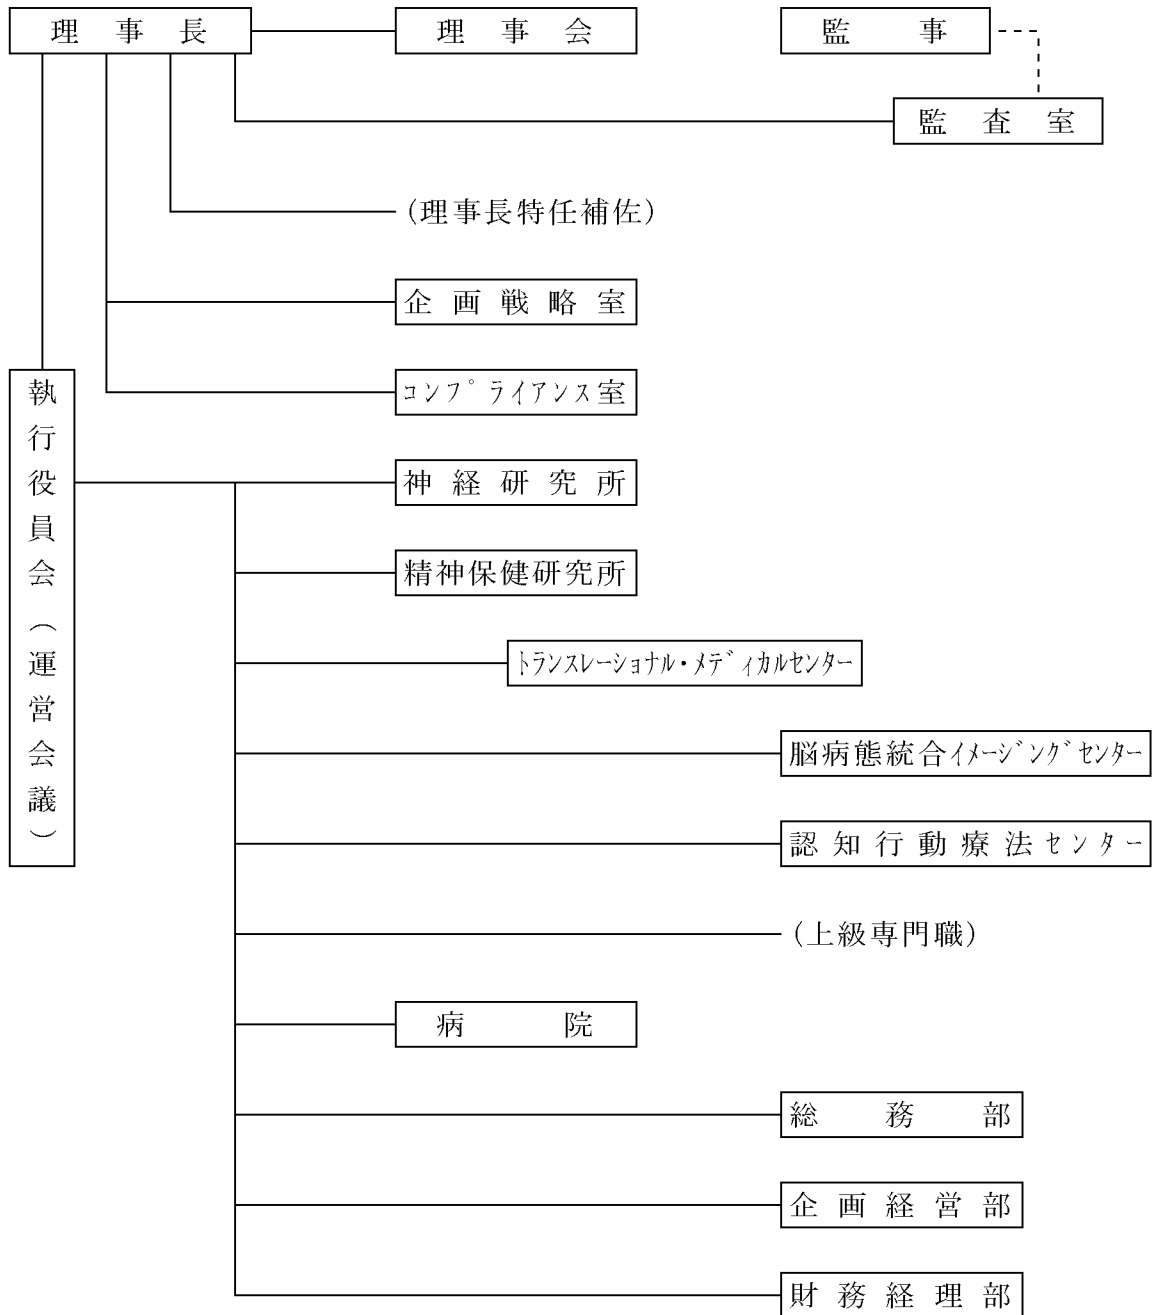 理事長
理事会
監事
監査室
(理事長特任補佐)
企画戦略室
コンプライアンス室
執行役員会(運営会議)
神経研究所
精神保健研究所
トランスレーショナル・メディカルセンター
脳病態統合イメージングセンター
認知行動療法センター
(上級専門職)
病院
総務部
企画経営部
財務経理部